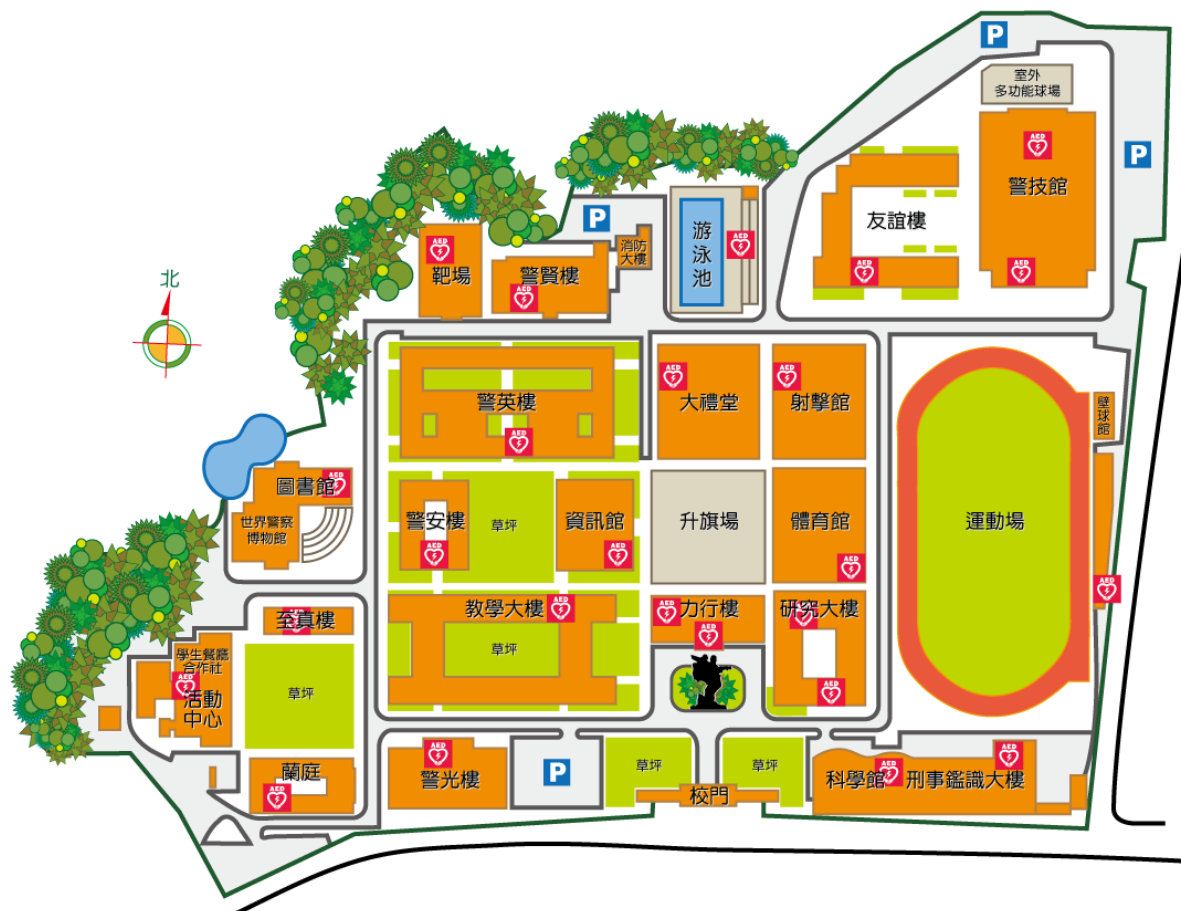 P
室外
多功能球場
AED
警技館
P
友誼樓
AED
AED
P
消防
大樓
游
泳
池
AED
AED
靶場
警賢樓
AED
北
警英樓
AED
AED
大禮堂
AED
射擊館
壁
球
館
圖書館
AED
世界警察
博物館
警安樓
AED
草坪
資訊館
AED
升旗場
體育館
AED
運動場
AED
教學大樓
AED
草坪
AED
力行樓
AED
研究大樓
AED
AED
至真樓
AED
學生餐廳
合作社
AED
活動
中心
草坪
蘭庭
AED
AED
警光樓
P
草坪
校門
草坪
科學館
AED
AED
刑事鑑識大樓